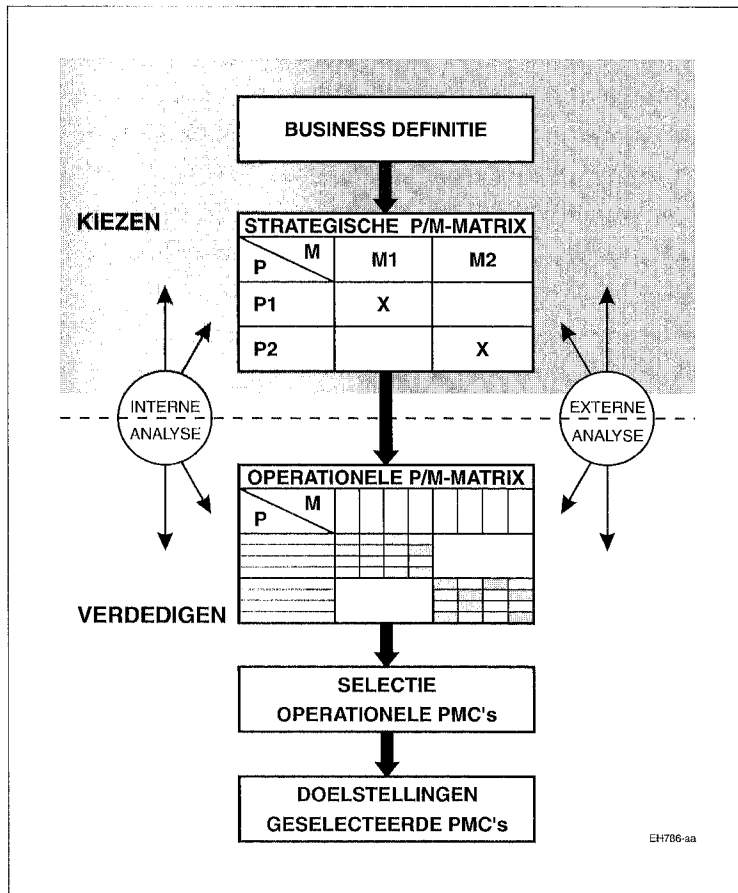 BUSINESS DEFINITIE
KIEZEN
STRATEGISCHE P/M-MATRIX
M
P
M1
M2
P1
X
P2
X
INTERNE
ANALYSE
EXTERNE
ANALYSE
OPERATIONELE P/M-MATRIX
M
P
VERDEDIGEN
SELECTIE
OPERATIONELE PMC's
DOELSTELLINGEN
GESELECTEERDE PMC's
EH786-aa